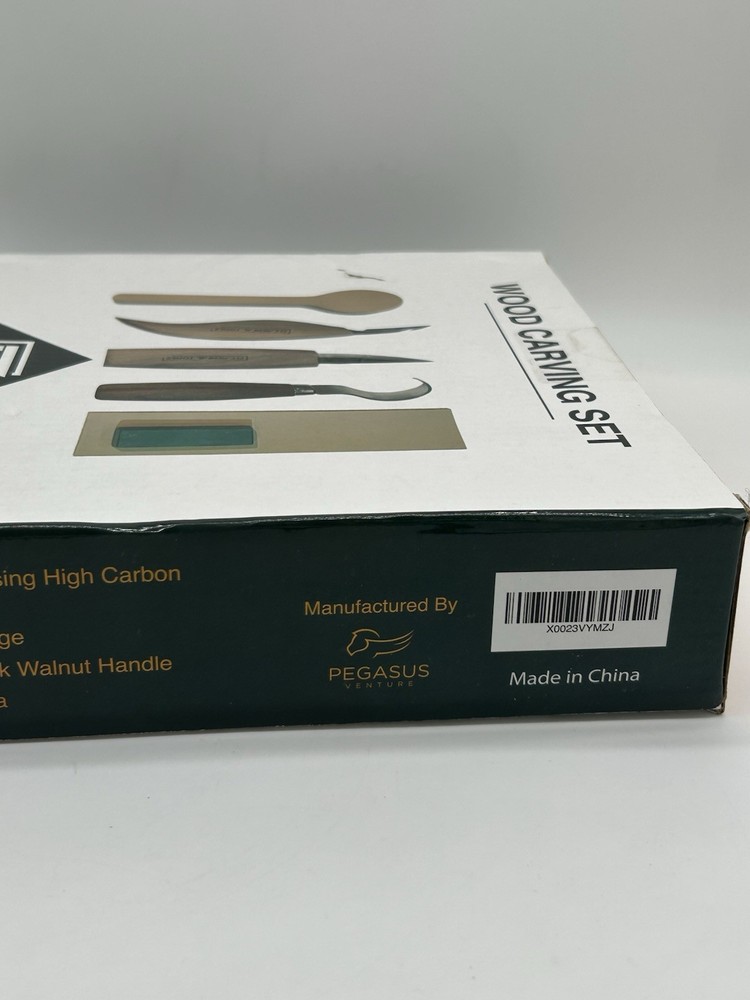 WOOD CARVING SET
sing High Carbon
ge
k Walnut Handle
a
Manufactured By
PEGASUS
VENTURE
X0023VYMZJ
Made in China